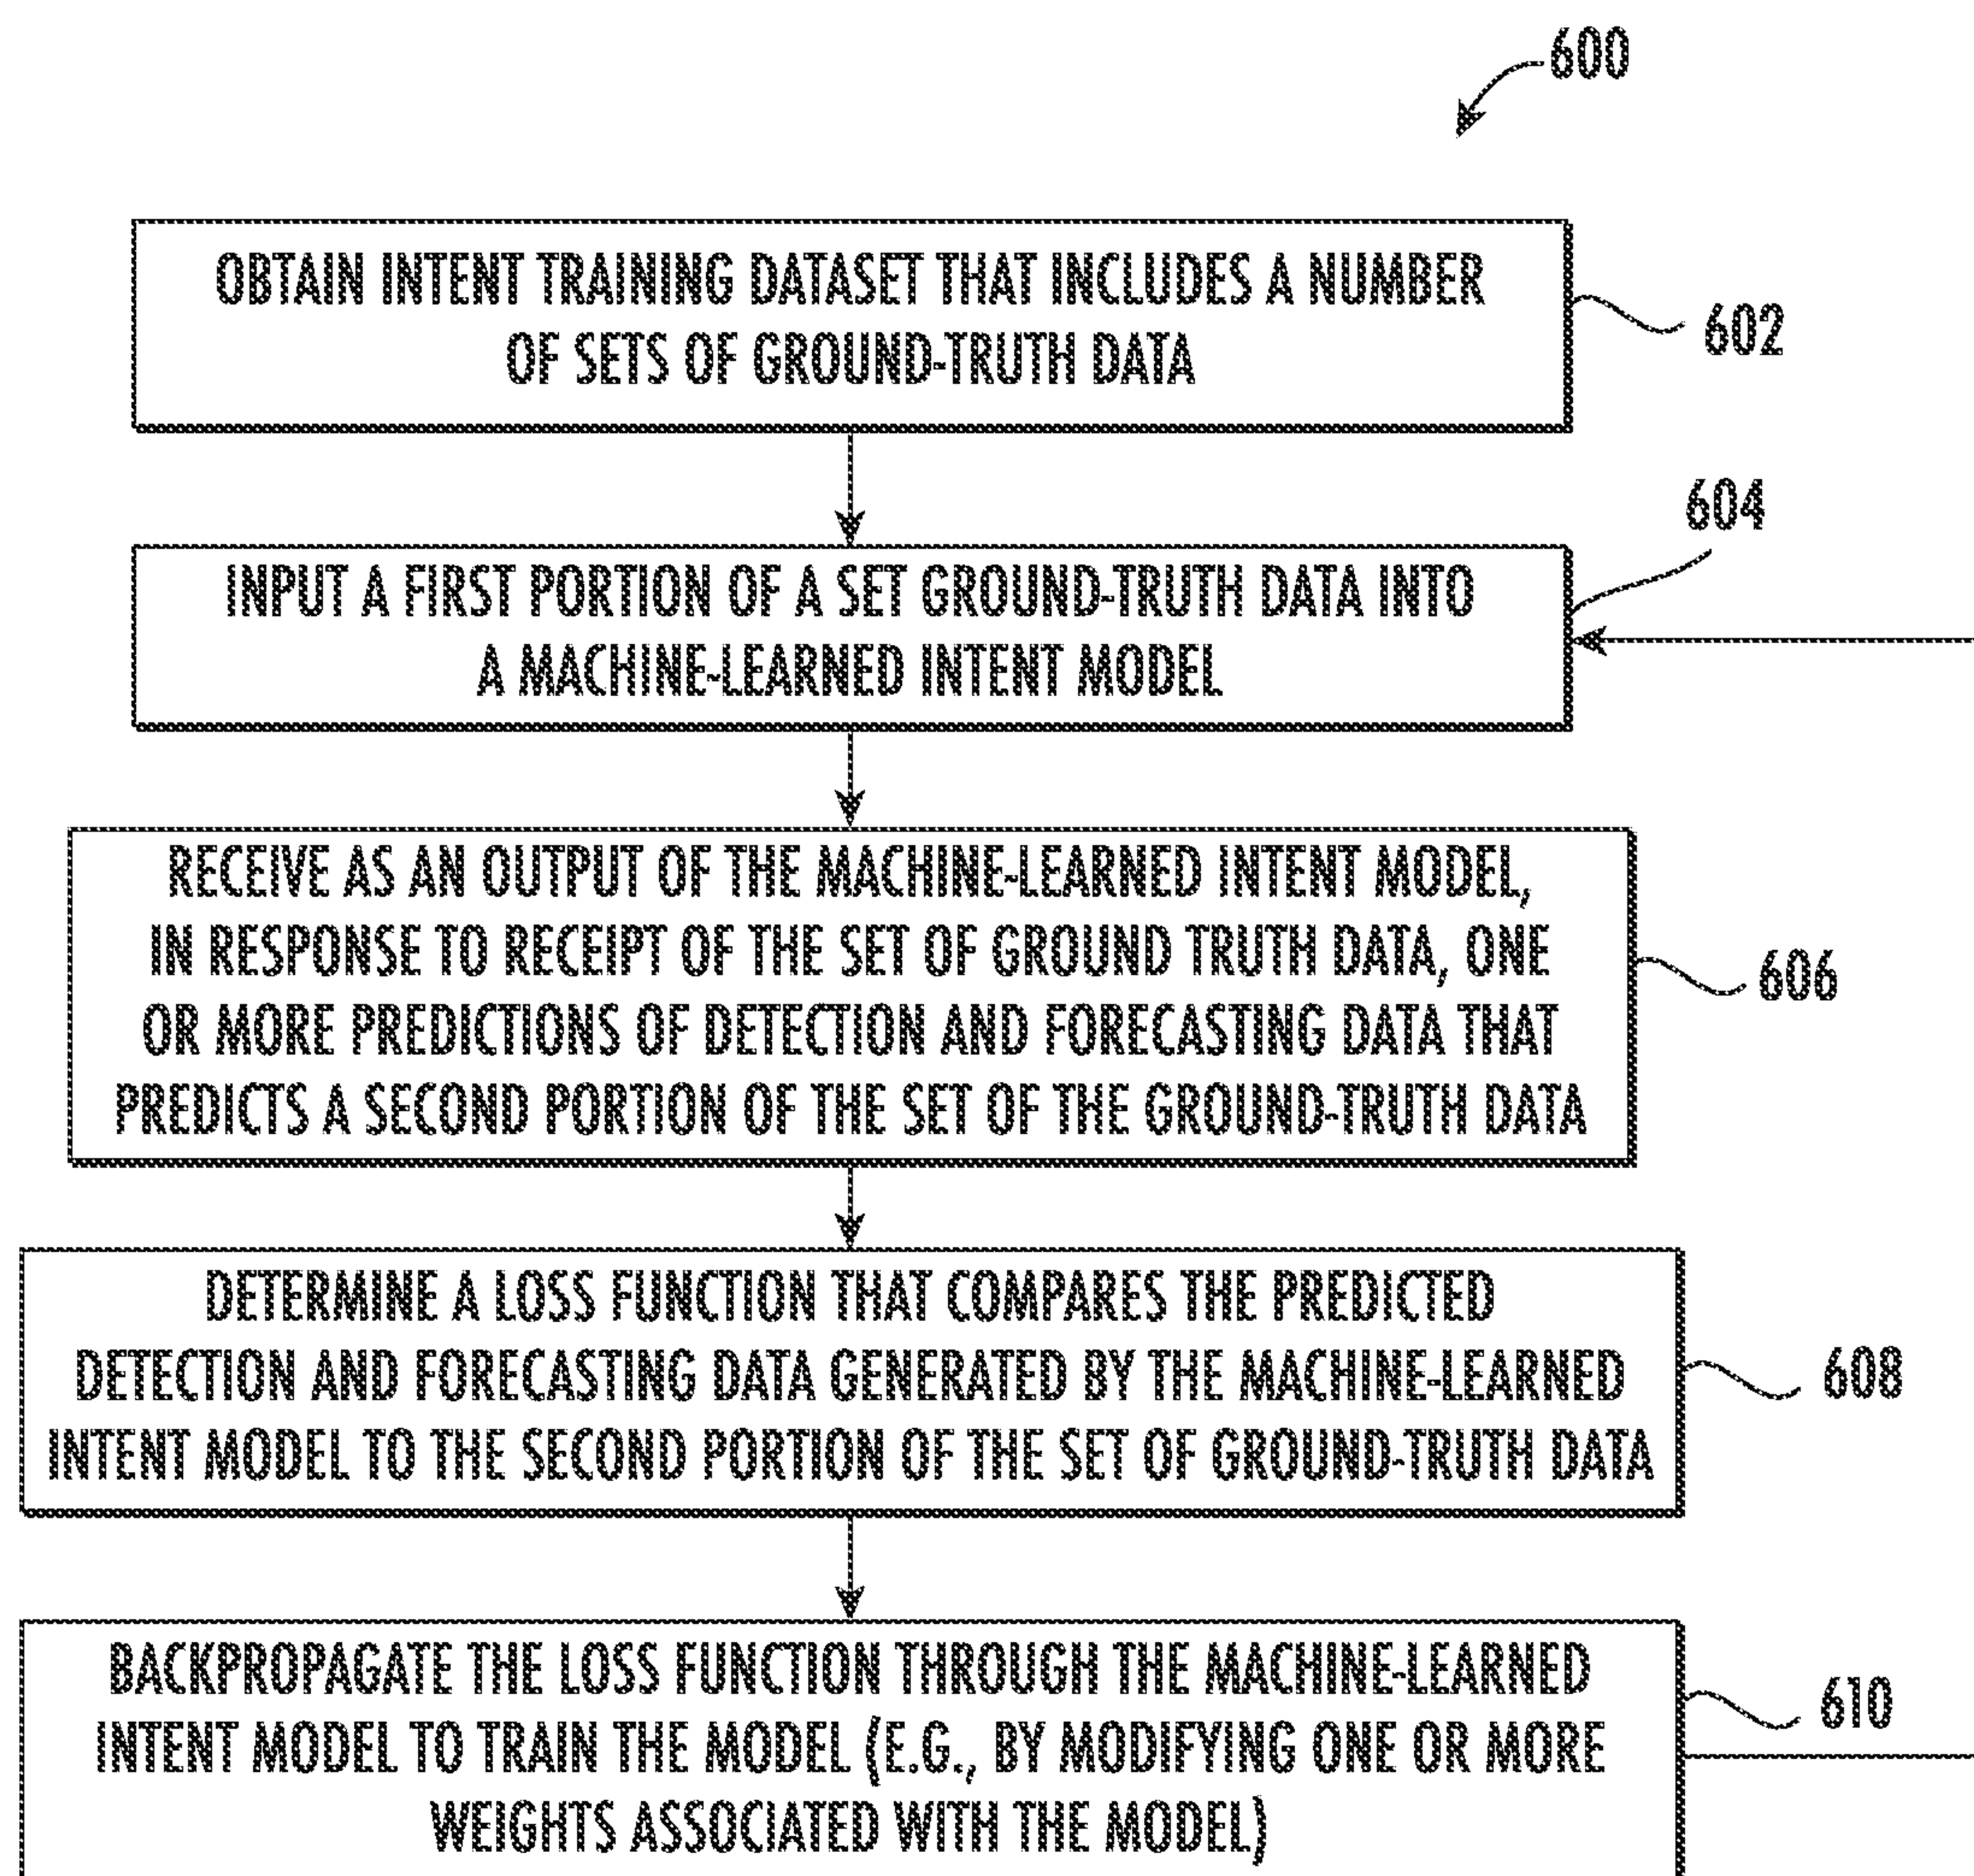 600
OBTAIN INTENT TRAINING DATASET THAT INCLUDES A NUMBER
OF SETS OF GROUND-TRUTH DATA
602
604
INPUT A FIRST PORTION OF A SET GROUND-TRUTH DATA INTO
A MACHINE-LEARNED INTENT MODEL
RECEIVE AS AN OUTPUT OF THE MACHINE-LEARNED INTENT MODEL,
IN RESPONSE TO RECEIPT OF THE SET OF GROUND TRUTH DATA, ONE
OR MORE PREDICTIONS OF DETECTION AND FORECASTING DATA THAT
PREDICTS A SECOND PORTION OF THE SET OF THE GROUND-TRUTH DATA
606
DETERMINE A LOSS FUNCTION THAT COMPARES THE PREDICTED
DETECTION AND FORECASTING DATA GENERATED BY THE MACHINE-LEARNED
INTENT MODEL TO THE SECOND PORTION OF THE SET OF GROUND-TRUTH DATA
608
BACKPROPAGATE THE LOSS FUNCTION THROUGH THE MACHINE-LEARNED
INTENT MODEL TO TRAIN THE MODEL (E.G., BY MODIFYING ONE OR MORE
WEIGHTS ASSOCIATED WITH THE MODEL)
610